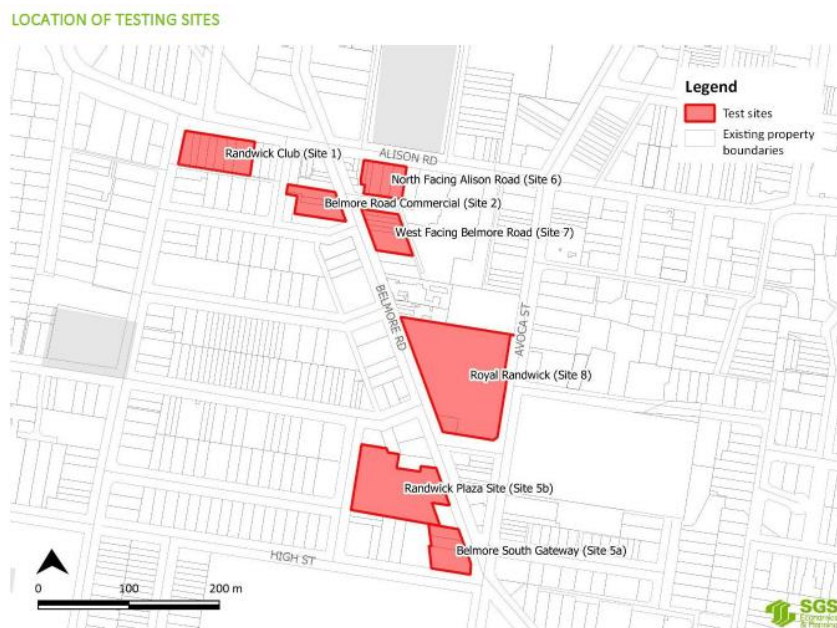 LOCATION OF TESTING SITES
Legend
Test sites
Existing property
boundaries
ALISON RD
Randwick Club (Site 1)
North Facing Alison Road (Site 6)
Belmore Road Commercial (Site 2)
West Facing Belmore Road (Site 7)
BELMORE RD
AVOCA ST
Royal Randwick (Site 8)
Randwick Plaza Site (Site 5b)
Belmore South Gateway (Site 5a)
HIGH ST
0 100 200 m
SGS
Economics
& Planning